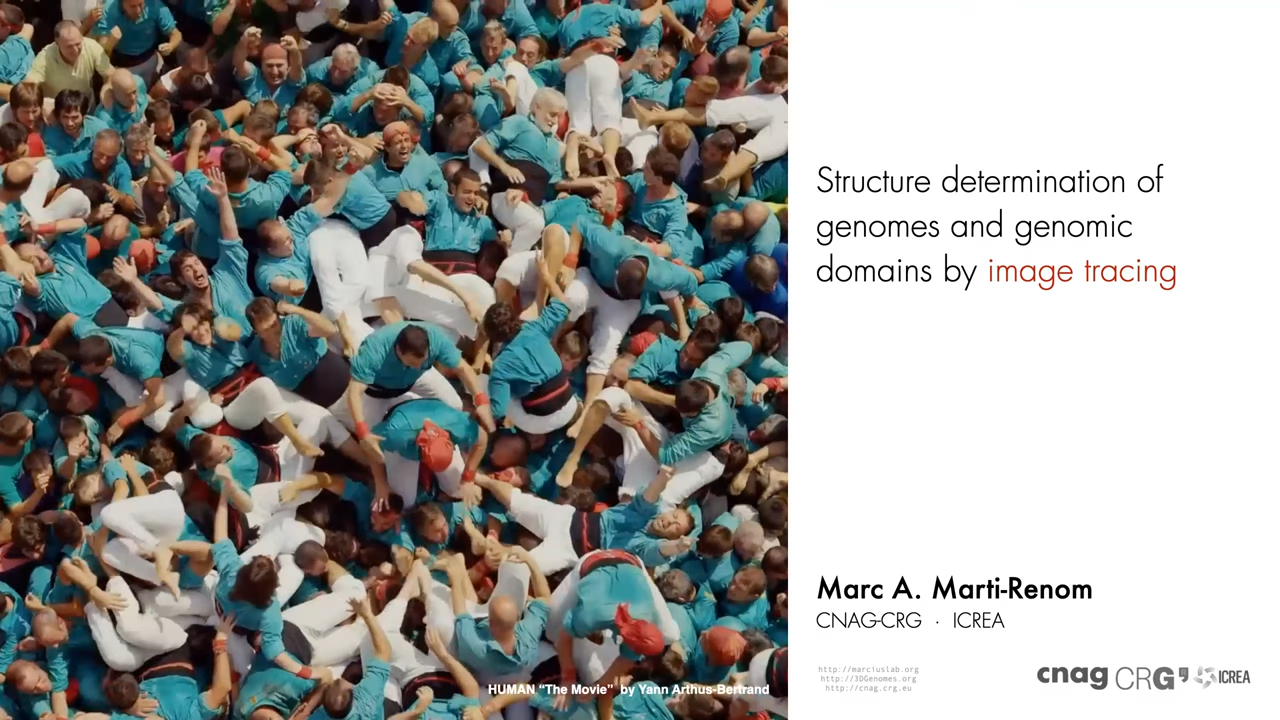 Structure determination of
genomes and genomic
domains by image tracing
Marc A. Marti-Renom
CNAG-CRG · ICREA
http://marciuslab.org
http://3DGenomes.org
http://cnag.crg.eu
cnag CRG ICREA
HUMAN “The Movie” by Yann Arthus-Bertrand